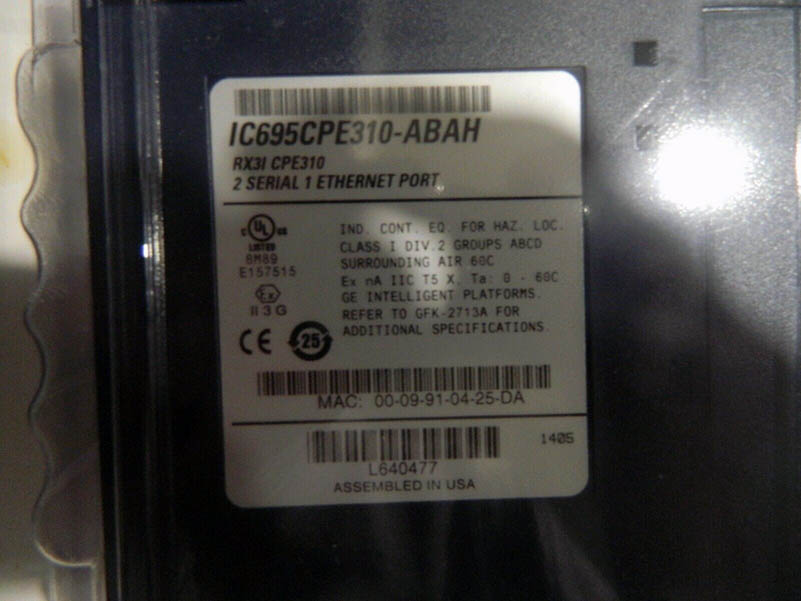 IC695CPE310-ABAH
RX3I CPE310
2 SERIAL 1 ETHERNET PORT
C UL US
LISTED
8M89
E157515
Ex
II 3 G
CE 25
IND. CONT. EQ. FOR HAZ. LOC.
CLASS I DIV.2 GROUPS ABCD
SURROUNDING AIR 60C
Ex nA IIC T5 X, Ta: 0 - 60C
GE INTELLIGENT PLATFORMS.
REFER TO GFK-2713A FOR
ADDITIONAL SPECIFICATIONS.
MAC: 00-09-91-04-25-DA
1405
L640477
ASSEMBLED IN USA